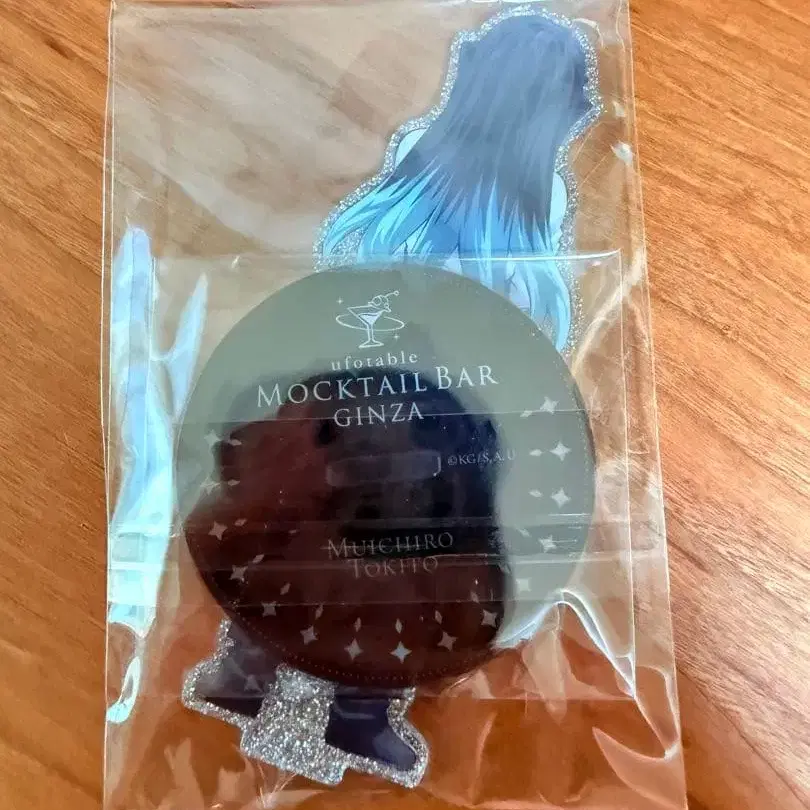 ufotable
MOCKTAIL BAR
GINZA
©KG/S,A,U
MUICHIRO
TOKITO